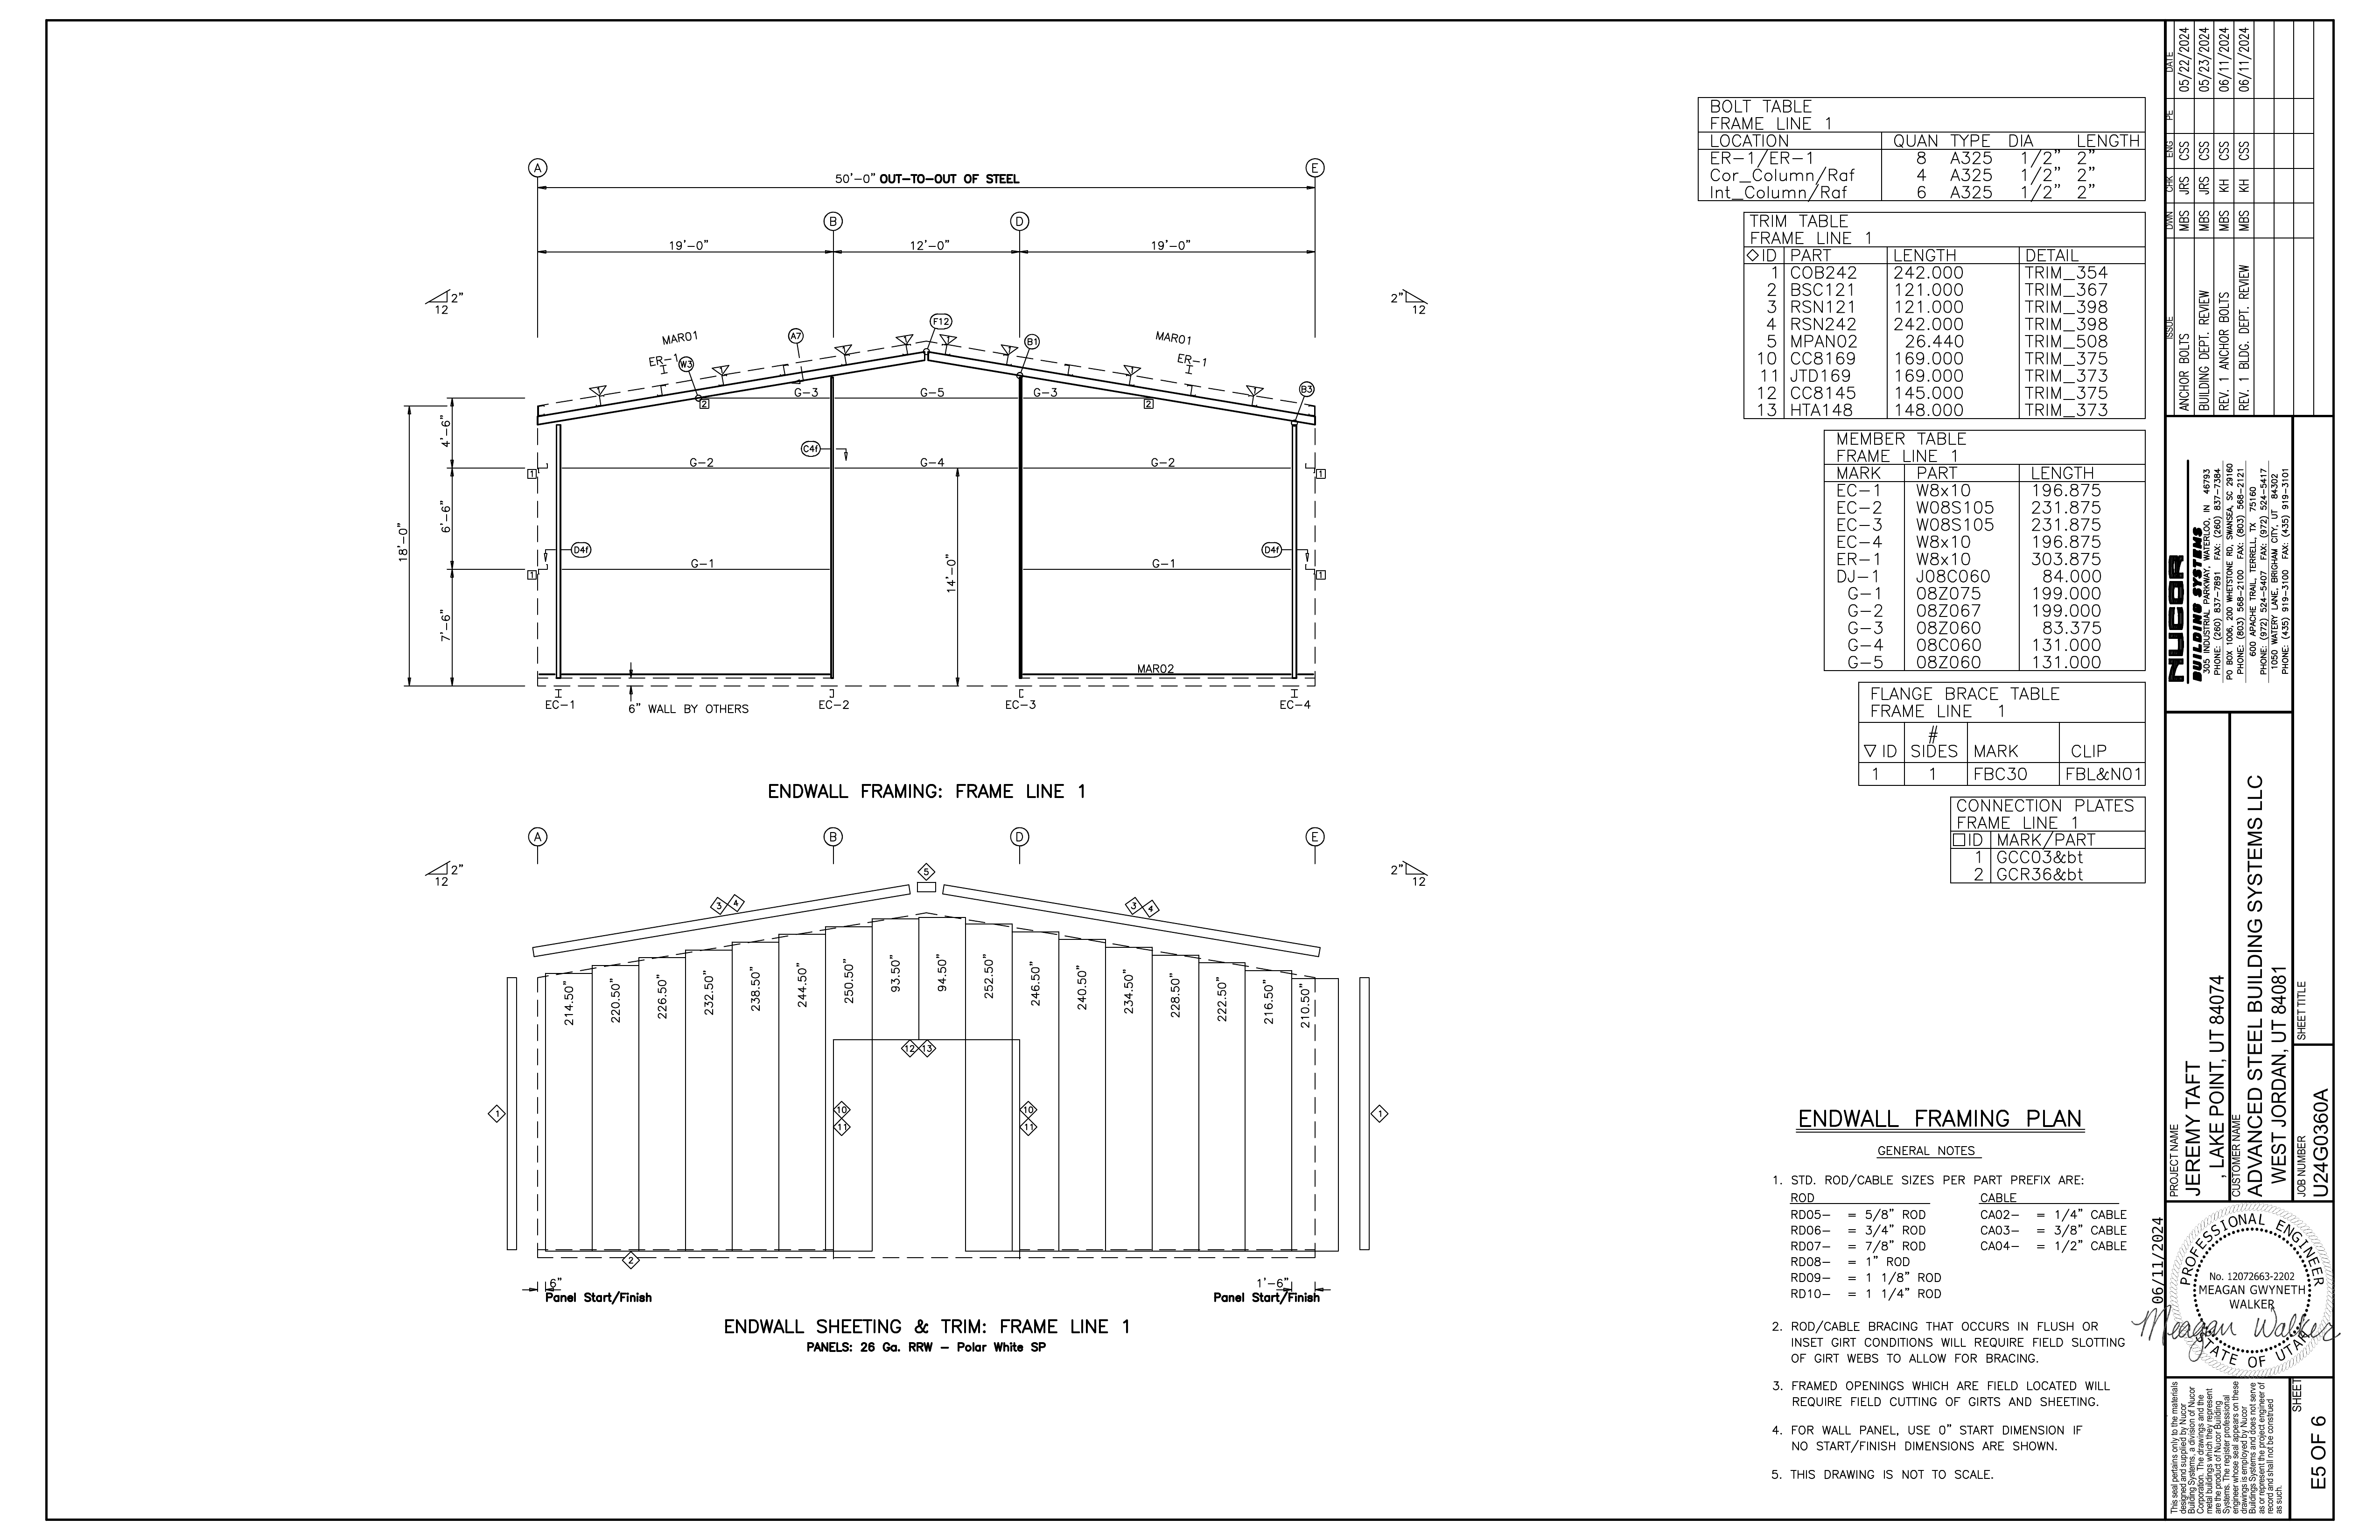 A
E
50'-0" OUT-TO-OUT OF STEEL
B
D
19'-0"
12'-0"
19'-0"
2"
12
2"
12
MAR01
A7
F12
MAR01
ER-1
W3
B1
ER-1
B3
G-3
G-5
G-3
2
2
4'-6"
C4f
1
G-2
G-4
G-2
1
18'-0"
6'-6"
D4f
D4f
1
G-1
14'-0"
G-1
1
7'-6"
MAR02
EC-1
6" WALL BY OTHERS
EC-2
EC-3
EC-4
ENDWALL FRAMING: FRAME LINE 1
A
B
D
E
2"
12
2"
12
5
3
4
3
4
214.50"
220.50"
226.50"
232.50"
238.50"
244.50"
250.50"
93.50"
94.50"
252.50"
246.50"
240.50"
234.50"
228.50"
222.50"
216.50"
210.50"
12
13
1
10
11
10
11
1
2
6"
1'-6"
Panel Start/Finish
Panel Start/Finish
ENDWALL SHEETING & TRIM: FRAME LINE 1
PANELS: 26 Ga. RRW - Polar White SP
BOLT TABLE
FRAME LINE 1
LOCATION QUAN TYPE DIA LENGTH
ER-1/ER-1 8 A325 1/2" 2"
Cor_Column/Raf 4 A325 1/2" 2"
Int_Column/Raf 6 A325 1/2" 2"
TRIM TABLE
FRAME LINE 1
◇ID PART LENGTH DETAIL
1 COB242 242.000 TRIM_354
2 BSC121 121.000 TRIM_367
3 RSN121 121.000 TRIM_398
4 RSN242 242.000 TRIM_398
5 MPAN02 26.440 TRIM_508
10 CC8169 169.000 TRIM_375
11 JTD169 169.000 TRIM_373
12 CC8145 145.000 TRIM_375
13 HTA148 148.000 TRIM_373
MEMBER TABLE
FRAME LINE 1
MARK PART LENGTH
EC-1 W8x10 196.875
EC-2 W08S105 231.875
EC-3 W08S105 231.875
EC-4 W8x10 196.875
ER-1 W8x10 303.875
DJ-1 J08C060 84.000
G-1 08Z075 199.000
G-2 08Z067 199.000
G-3 08Z060 83.375
G-4 08C060 131.000
G-5 08Z060 131.000
FLANGE BRACE TABLE
FRAME LINE 1
▽ID # SIDES MARK CLIP
1 1 FBC30 FBL&N01
CONNECTION PLATES
FRAME LINE 1
□ID MARK/PART
1 GCC03&bt
2 GCR36&bt
ENDWALL FRAMING PLAN
GENERAL NOTES
1. STD. ROD/CABLE SIZES PER PART PREFIX ARE:
ROD CABLE
RD05- = 5/8" ROD CA02- = 1/4" CABLE
RD06- = 3/4" ROD CA03- = 3/8" CABLE
RD07- = 7/8" ROD CA04- = 1/2" CABLE
RD08- = 1" ROD
RD09- = 1 1/8" ROD
RD10- = 1 1/4" ROD
2. ROD/CABLE BRACING THAT OCCURS IN FLUSH OR
INSET GIRT CONDITIONS WILL REQUIRE FIELD SLOTTING
OF GIRT WEBS TO ALLOW FOR BRACING.
3. FRAMED OPENINGS WHICH ARE FIELD LOCATED WILL
REQUIRE FIELD CUTTING OF GIRTS AND SHEETING.
4. FOR WALL PANEL, USE 0" START DIMENSION IF
NO START/FINISH DIMENSIONS ARE SHOWN.
5. THIS DRAWING IS NOT TO SCALE.
ISSUE DWN CHK ENG PE DATE
ANCHOR BOLTS MBS JRS CSS 05/22/2024
BUILDING DEPT. REVIEW MBS JRS CSS 05/23/2024
REV. 1 ANCHOR BOLTS MBS KH CSS 06/11/2024
REV. 1 BLDG. DEPT. REVIEW MBS KH CSS 06/11/2024
NUCOR
BUILDING SYSTEMS
305 INDUSTRIAL PARKWAY, WATERLOO, IN 46793
PHONE: (260) 837-7891 FAX: (260) 837-7384
PO BOX 1006, 200 WHETSTONE RD, SWANSEA, SC 29160
PHONE: (803) 568-2100 FAX: (803) 568-2121
600 APACHE TRAIL, TERRELL, TX 75160
PHONE: (972) 524-5407 FAX: (972) 524-5417
1050 WATERY LANE, BRIGHAM CITY, UT 84302
PHONE: (435) 919-3100 FAX: (435) 919-3101
PROJECT NAME
JEREMY TAFT
, LAKE POINT, UT 84074
CUSTOMER NAME
ADVANCED STEEL BUILDING SYSTEMS LLC
WEST JORDAN, UT 84081
JOB NUMBER
U24G0360A
SHEET TITLE
06/11/2024
PROFESSIONAL ENGINEER
No. 12072663-2202
MEAGAN GWYNETH
WALKER
STATE OF UTAH
Meagan Walker
This seal pertains only to the materials
designed and supplied by Nucor
Building Systems, a division of Nucor
Corporation. The drawings and the
metal buildings which they represent
are the product of Nucor Building
Systems. The register professional
engineer whose seal appears on these
drawings is employed by Nucor
Buildings Systems and does not serve
as or represent the project engineer of
record and shall not be construed
as such.
SHEET
E5 OF 6